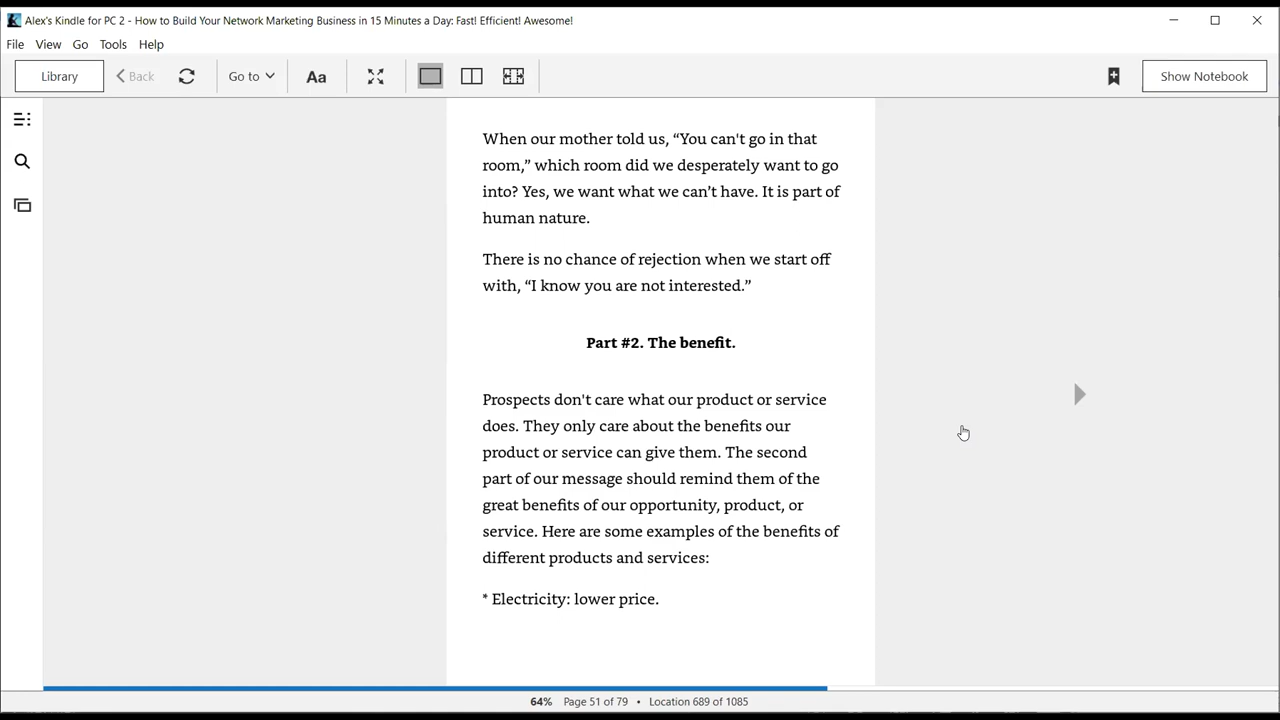 Alex's Kindle for PC 2 - How to Build Your Network Marketing Business in 15 Minutes a Day: Fast! Efficient! Awesome!
File View Go Tools Help
Library Back Go to Aa Show Notebook
When our mother told us, “You can't go in that
room,” which room did we desperately want to go
into? Yes, we want what we can’t have. It is part of
human nature.
There is no chance of rejection when we start off
with, “I know you are not interested.”
Part #2. The benefit.
Prospects don't care what our product or service
does. They only care about the benefits our
product or service can give them. The second
part of our message should remind them of the
great benefits of our opportunity, product, or
service. Here are some examples of the benefits of
different products and services:
* Electricity: lower price.
64% Page 51 of 79 • Location 689 of 1085